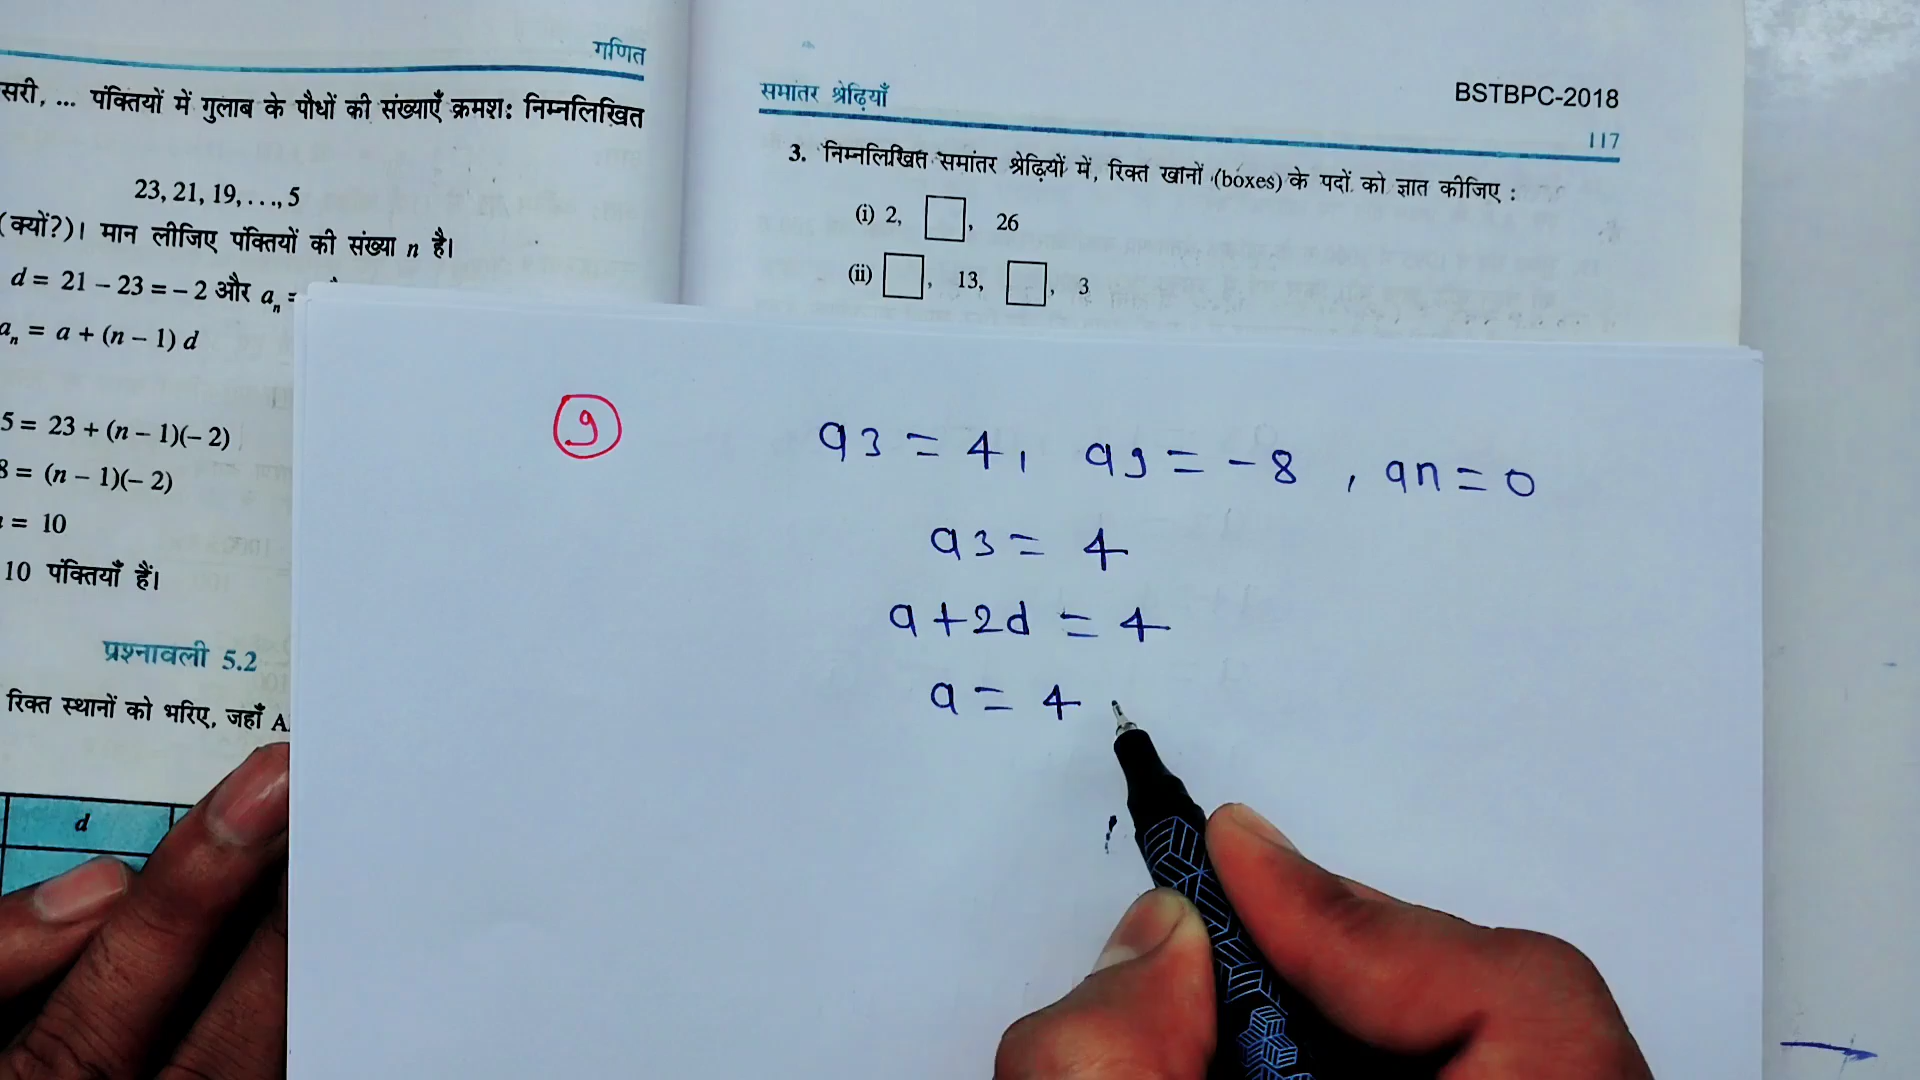 गणित
सरी, ... पंक्तियों में गुलाब के पौधों की संख्याएँ क्रमशः निम्नलिखित
23, 21, 19, ..., 5
(क्यों?)। मान लीजिए पंक्तियों की संख्या n है।
d = 21 – 23 = – 2 और aₙ =
aₙ = a + (n – 1) d
5 = 23 + (n – 1)(– 2)
8 = (n – 1)(– 2)
= 10
10 पंक्तियाँ हैं।
प्रश्नावली 5.2
रिक्त स्थानों को भरिए, जहाँ A
d
समांतर श्रेढ़ियाँ
BSTBPC-2018
117
3. निम्नलिखित समांतर श्रेढ़ियों में, रिक्त खानों (boxes) के पदों को ज्ञात कीजिए :
(i) 2, □, 26
(ii) □, 13, □, 3
9
a3 = 4, a9 = -8, an = 0
a3 = 4
a + 2d = 4
a = 4